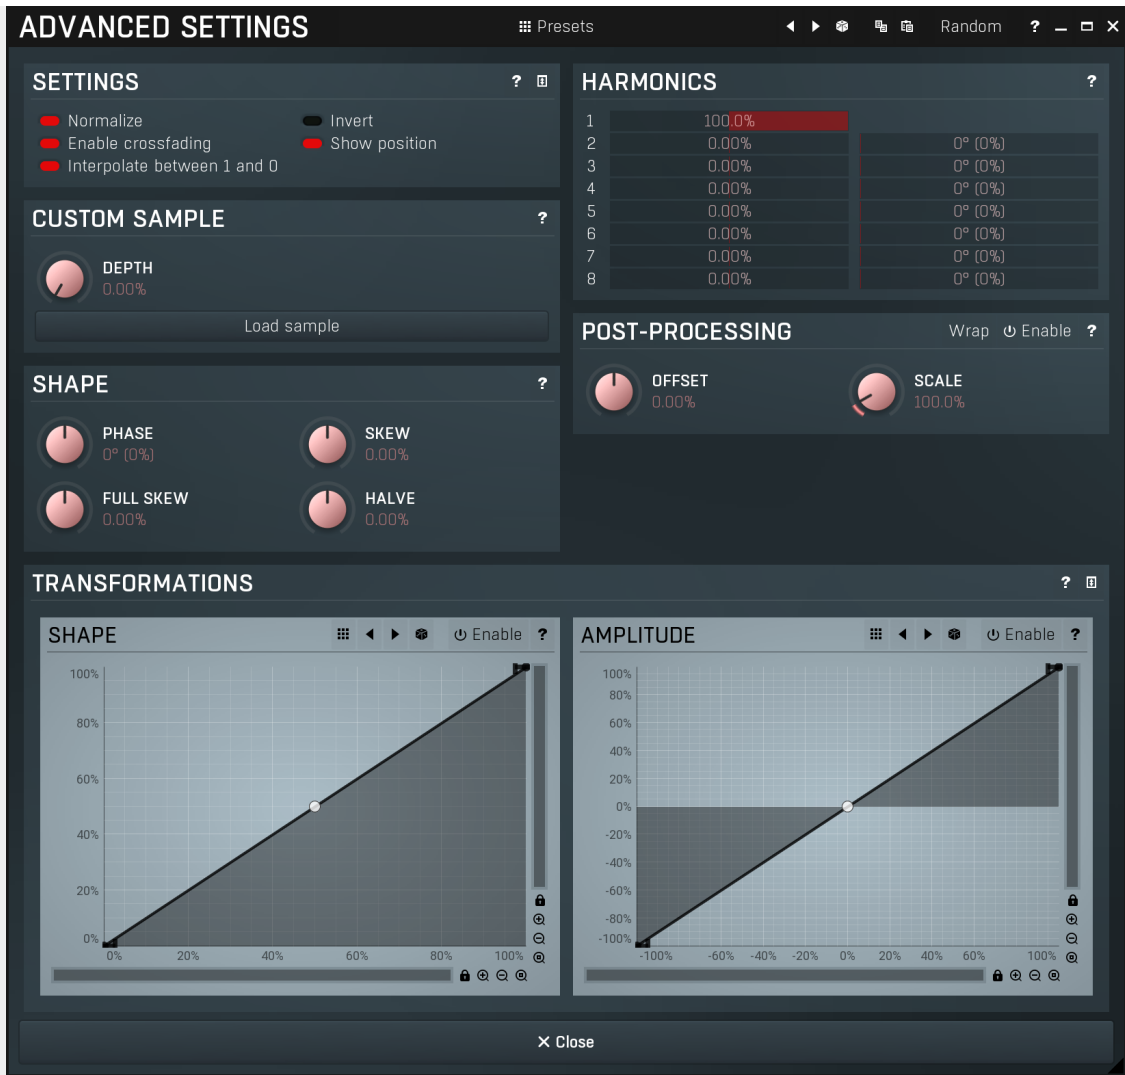 ADVANCED SETTINGS Presets Random ?
SETTINGS ?
Normalize Invert
Enable crossfading Show position
Interpolate between 1 and 0
CUSTOM SAMPLE ?
DEPTH
0.00%
Load sample
SHAPE ?
PHASE SKEW
0° (0%) 0.00%
FULL SKEW HALVE
0.00% 0.00%
HARMONICS ?
1 100.0%
2 0.00% 0° (0%)
3 0.00% 0° (0%)
4 0.00% 0° (0%)
5 0.00% 0° (0%)
6 0.00% 0° (0%)
7 0.00% 0° (0%)
8 0.00% 0° (0%)
POST-PROCESSING Wrap Enable ?
OFFSET SCALE
0.00% 100.0%
TRANSFORMATIONS ?
SHAPE Enable ?
100%
80%
60%
40%
20%
0%
0% 20% 40% 60% 80% 100%
AMPLITUDE Enable ?
100%
80%
60%
40%
20%
0%
-20%
-40%
-60%
-80%
-100%
-100% -60% -40% -20% 0% 20% 40% 60% 100%
Close